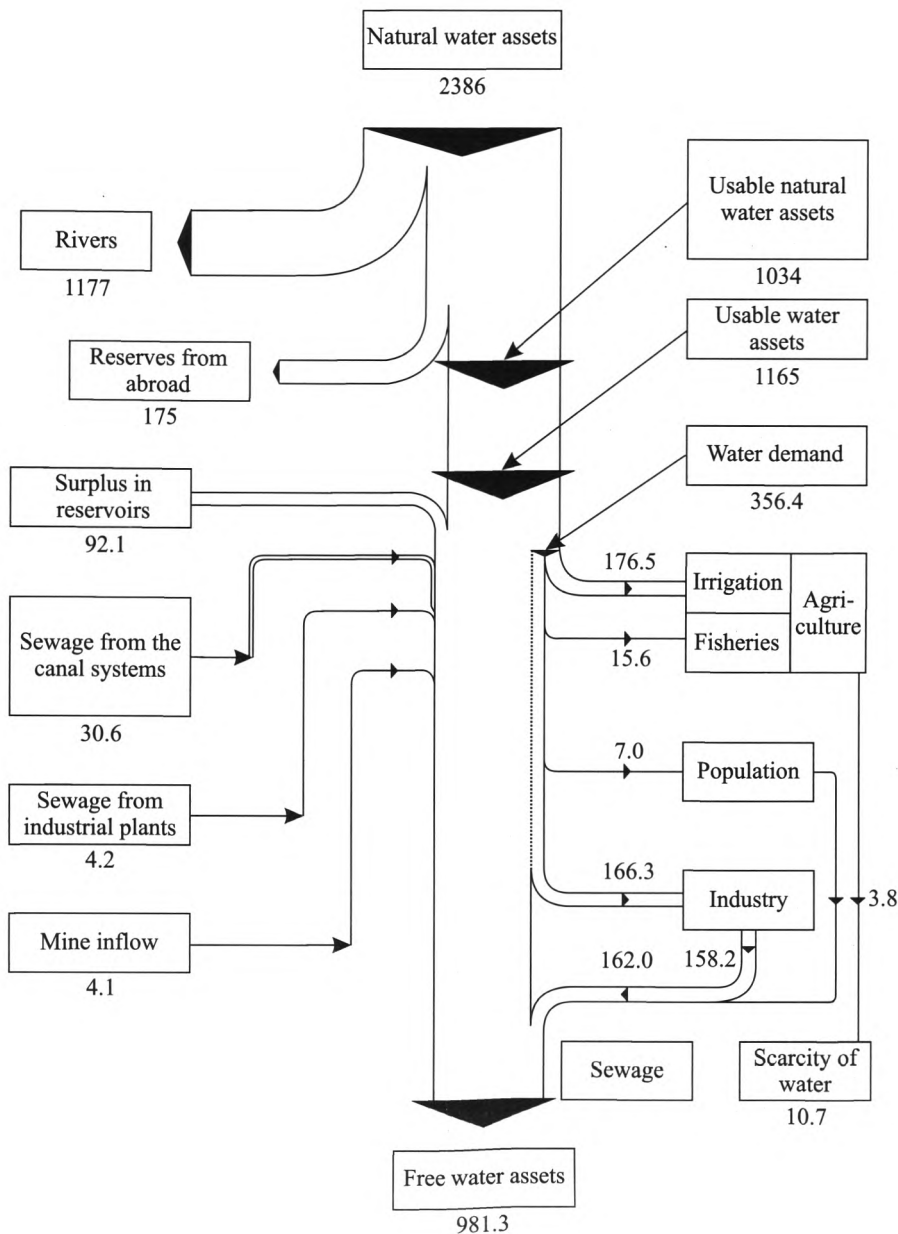 Natural water assets
2386
Usable natural
water assets
1034
Rivers
1177
Usable water
assets
1165
Reserves from
abroad
175
Water demand
356.4
Surplus in
reservoirs
92.1
176.5
Irrigation
Agri-
culture
Fisheries
15.6
Sewage from the
canal systems
30.6
7.0
Population
Sewage from
industrial plants
4.2
166.3
Industry
3.8
Mine inflow
4.1
162.0
158.2
Sewage
Scarcity of
water
10.7
Free water assets
981.3